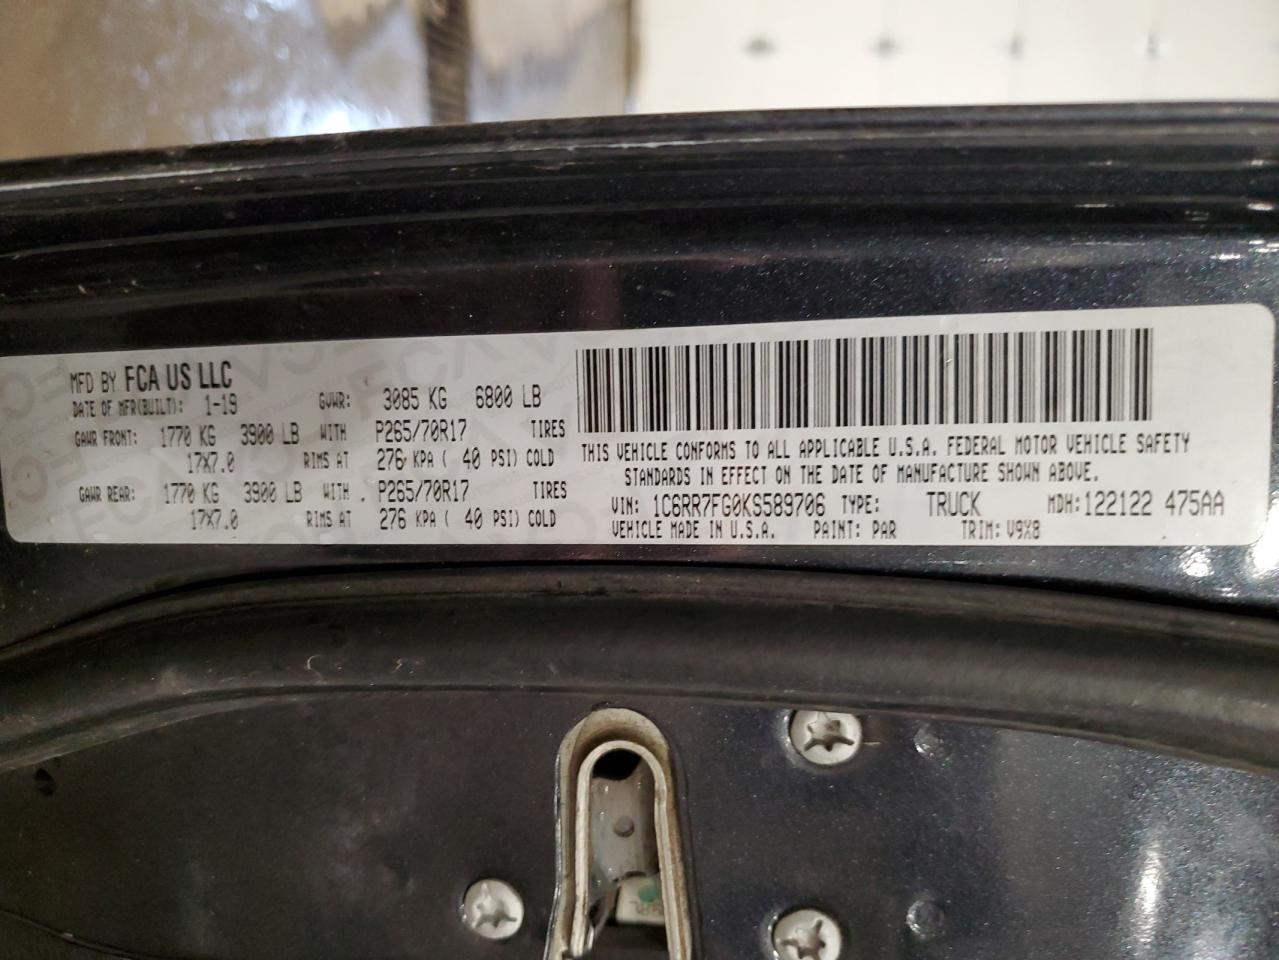 MFD BY FCA US LLC
DATE OF MFR(BUILT): 1-19 GVWR: 3085 KG 6800 LB
GAWR FRONT: 1770 KG 3900 LB WITH P265/70R17 TIRES
17X7.0 RIMS AT 276 KPA ( 40 PSI) COLD
GAWR REAR: 1770 KG 3900 LB WITH P265/70R17 TIRES
17X7.0 RIMS AT 276 KPA ( 40 PSI) COLD
THIS VEHICLE CONFORMS TO ALL APPLICABLE U.S.A. FEDERAL MOTOR VEHICLE SAFETY
STANDARDS IN EFFECT ON THE DATE OF MANUFACTURE SHOWN ABOVE.
VIN: 1C6RR7FG0KS589706 TYPE: TRUCK MDH:122122 475AA
VEHICLE MADE IN U.S.A. PAINT: PAR TRIM: V9X8